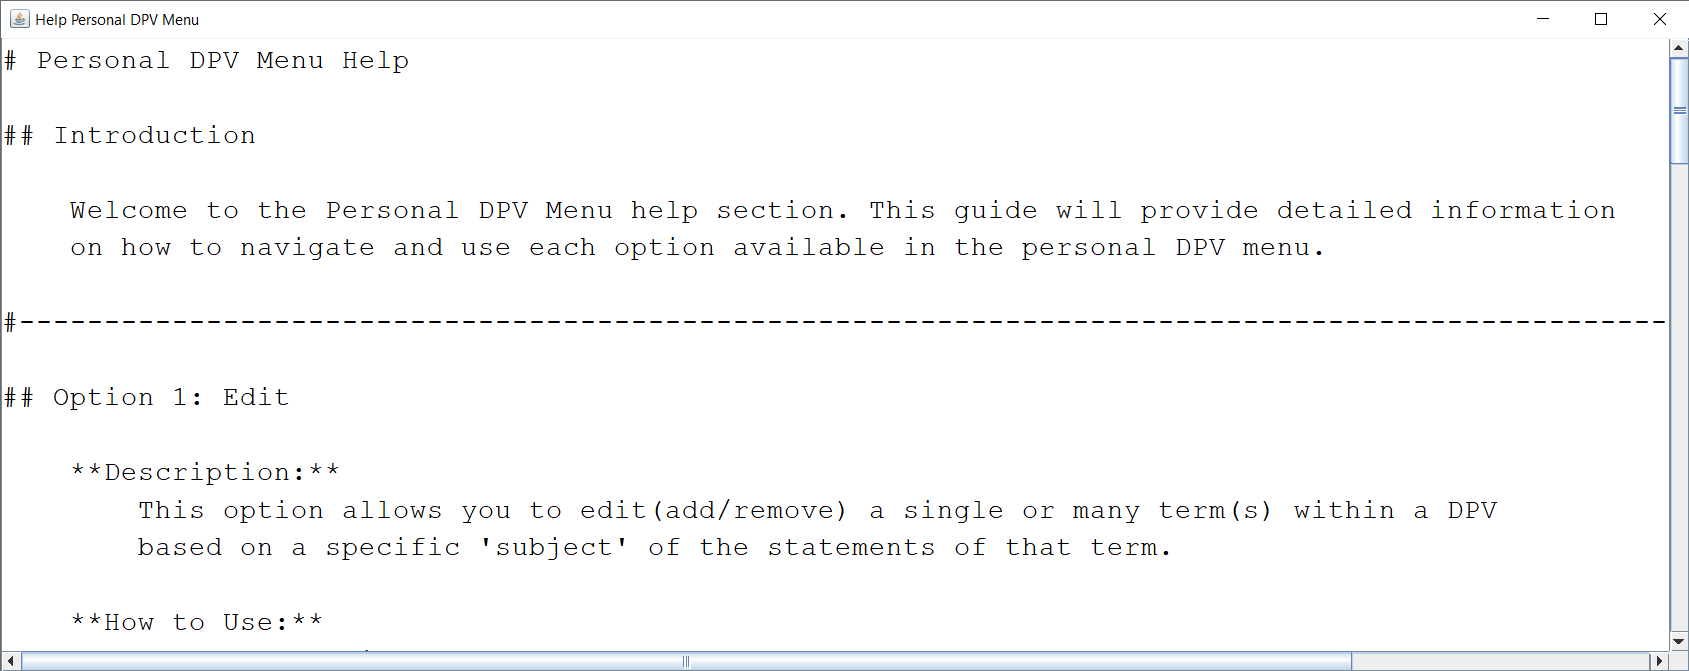 Help Personal DPV Menu
# Personal DPV Menu Help
## Introduction
Welcome to the Personal DPV Menu help section. This guide will provide detailed information
on how to navigate and use each option available in the personal DPV menu.
#-------------------------------------------------------------------------------------------------
## Option 1: Edit
**Description:**
This option allows you to edit(add/remove) a single or many term(s) within a DPV
based on a specific 'subject' of the statements of that term.
**How to Use:**